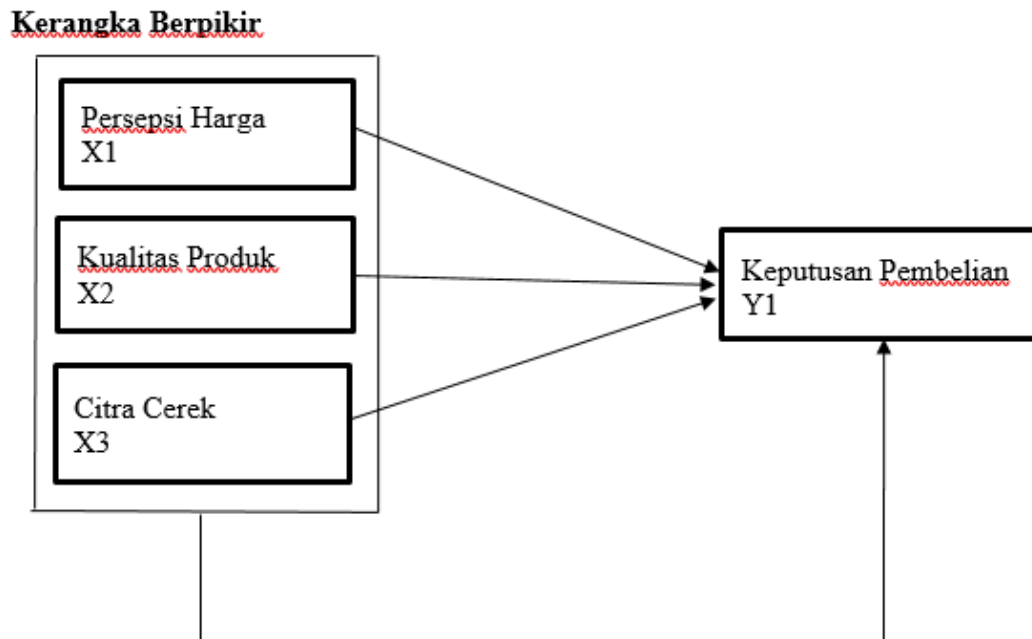 Kerangka Berpikir
Persepsi Harga
X1
Kualitas Produk
X2
Citra Cerek
X3
Keputusan Pembelian
Y1